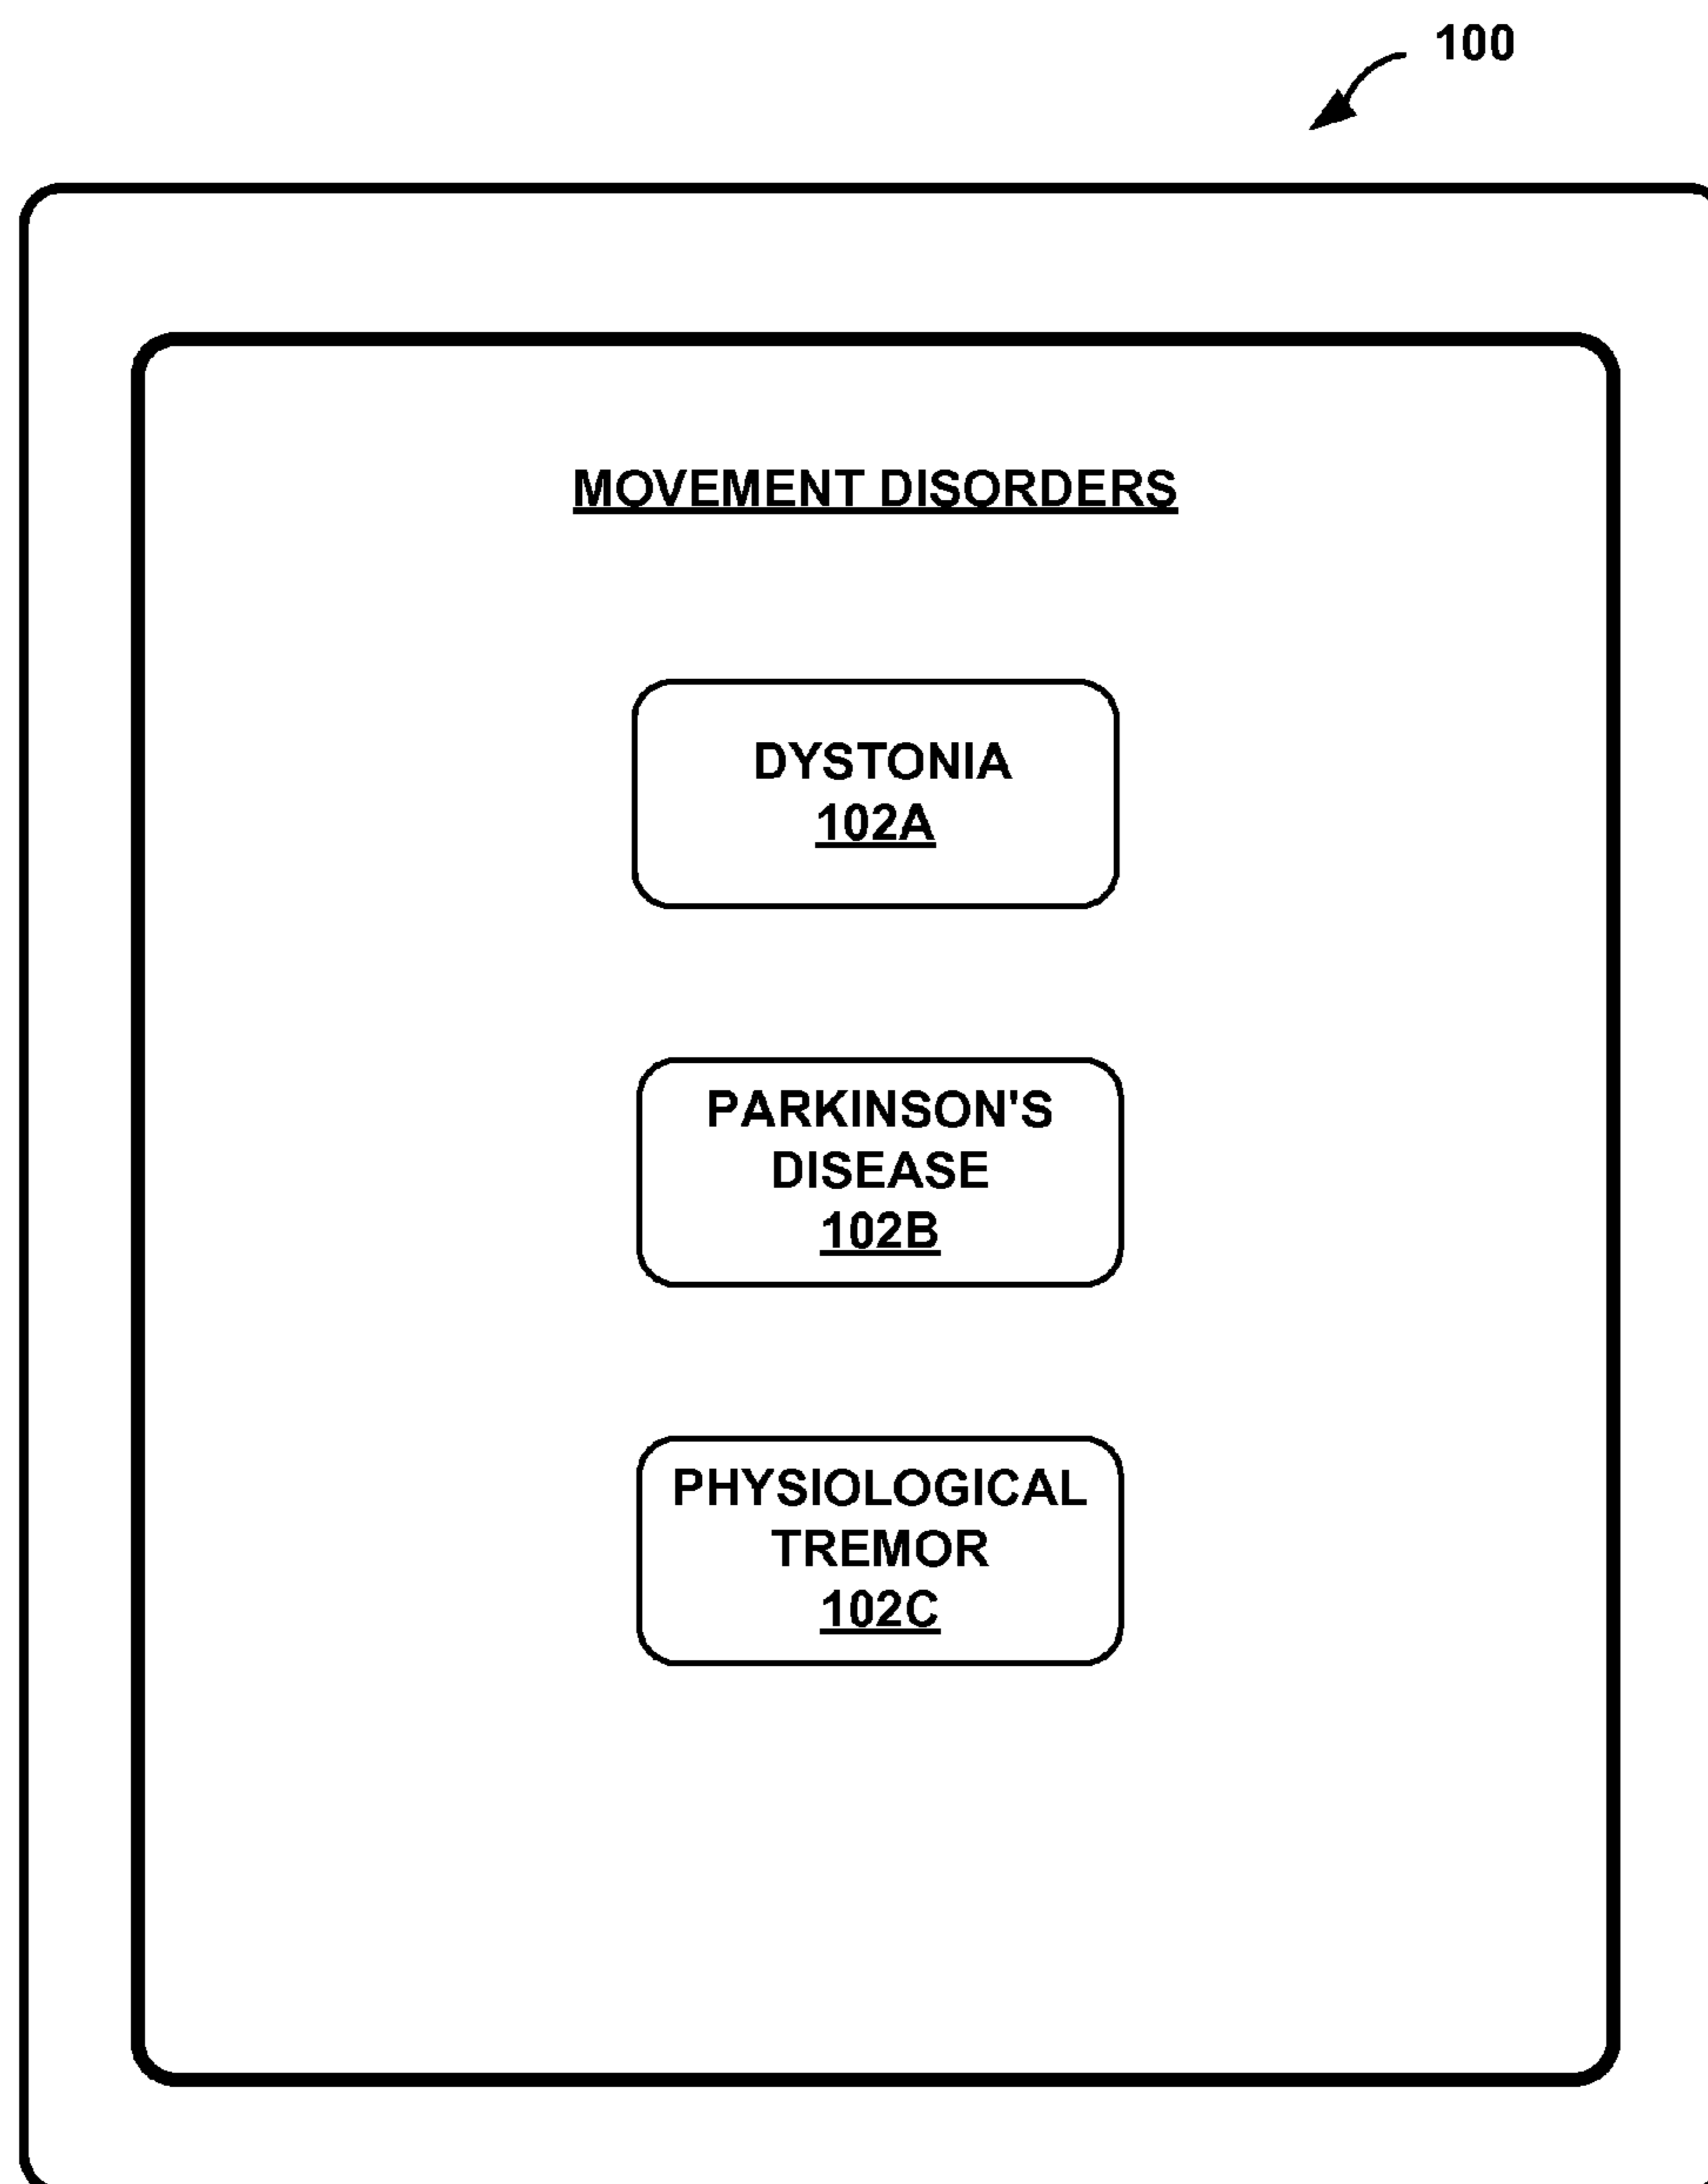 100
MOVEMENT DISORDERS
DYSTONIA
102A
PARKINSON'S
DISEASE
102B
PHYSIOLOGICAL
TREMOR
102C